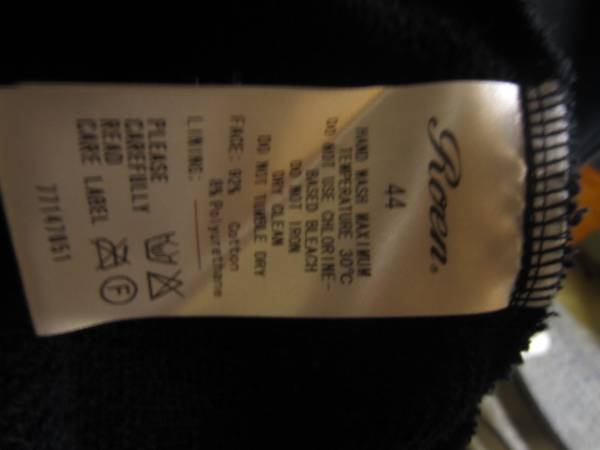 Roen.
44
HAND WASH MAXIMUM
TEMPERATURE 30°C
DO NOT USE CHLORINE-
BASED BLEACH
DO NOT IRON
DRY CLEAN
DO NOT TUMBLE DRY
FACE: 92% Cotton
8% Polyurethane
LINING:
PLEASE
READ
CAREFULLY
CARE LABEL
F
77147051